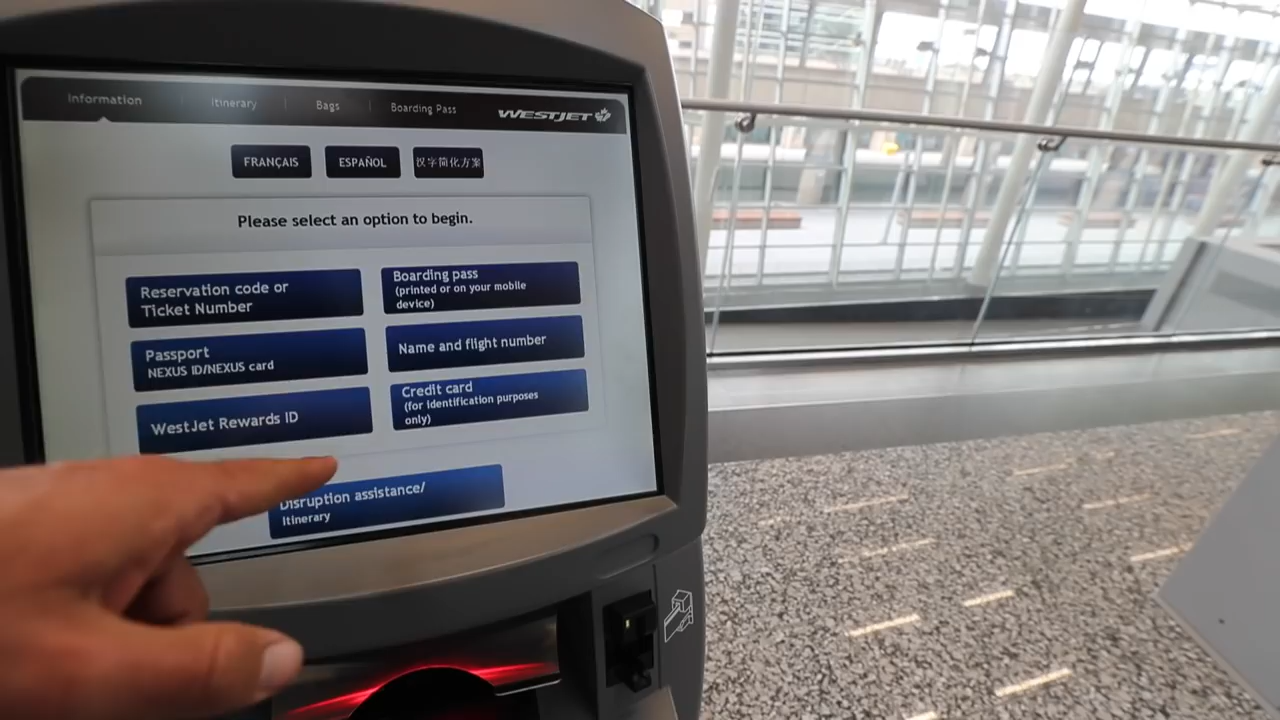 Information
Itinerary
Bags
Boarding Pass
WESTJET
FRANÇAIS
ESPAÑOL
汉字简化方案
Please select an option to begin.
Reservation code or
Ticket Number
Boarding pass
(printed or on your mobile
device)
Passport
NEXUS ID/NEXUS card
Name and flight number
WestJet Rewards ID
Credit card
(for identification purposes
only)
Disruption assistance/
Itinerary